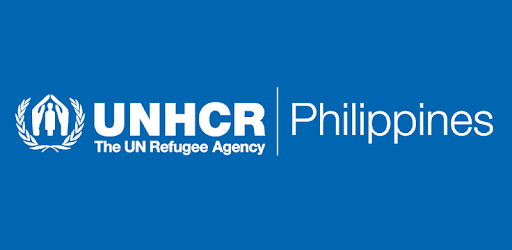 UNHCR
The UN Refugee Agency
Philippines